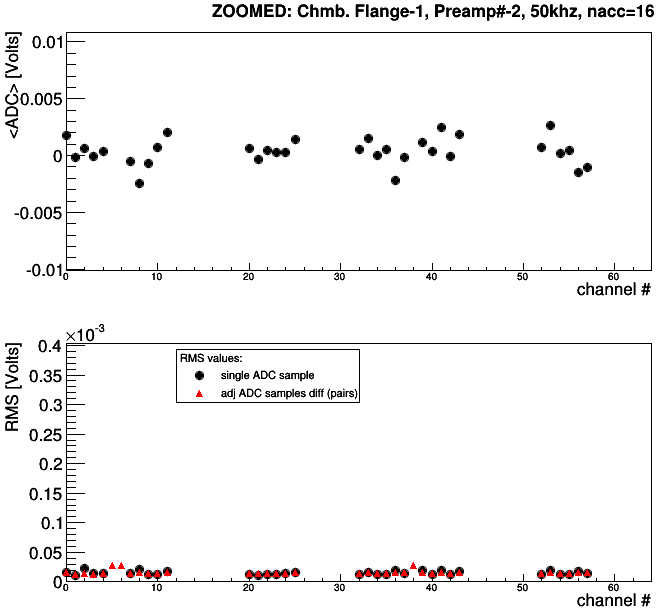 ZOOMED: Chmb. Flange-1, Preamp#-2, 50khz, nacc=16
<ADC> [Volts]
0.01
0.005
0
-0.005
-0.01
0 10 20 30 40 50 60
channel #
×10-3
RMS [Volts]
0.4
0.35
0.3
0.25
0.2
0.15
0.1
0.05
0
RMS values:
single ADC sample
adj ADC samples diff (pairs)
0 10 20 30 40 50 60
channel #